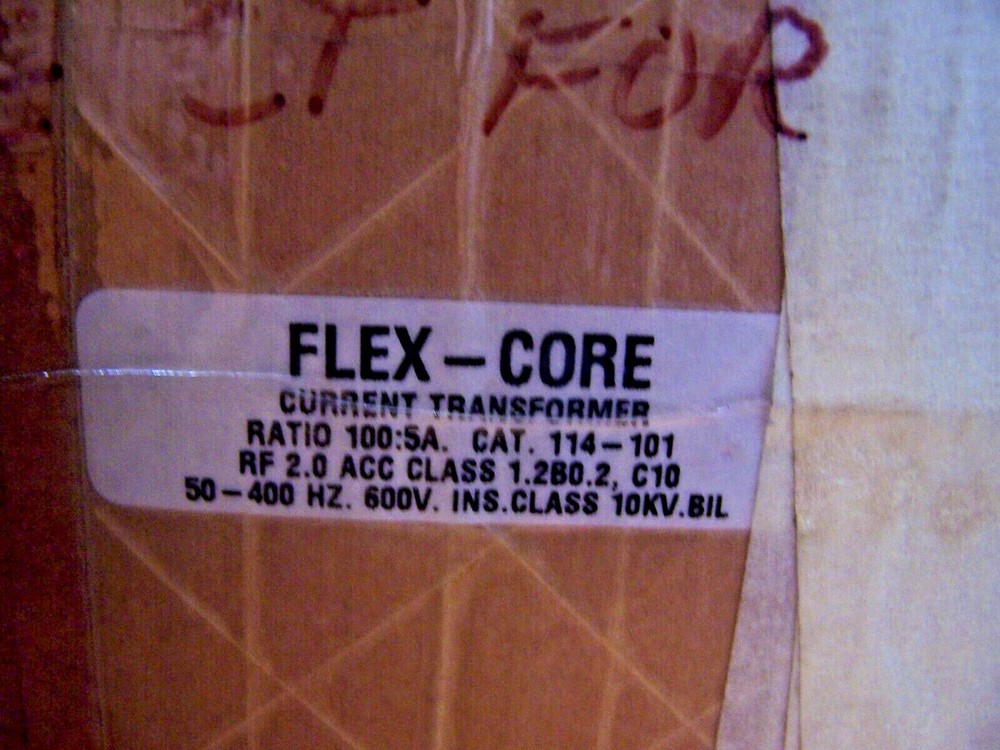 C.T. FOR
FLEX-CORE
CURRENT TRANSFORMER
RATIO 100:5A. CAT. 114-101
RF 2.0 ACC CLASS 1.2B0.2, C10
50-400 HZ. 600V. INS.CLASS 10KV.BIL